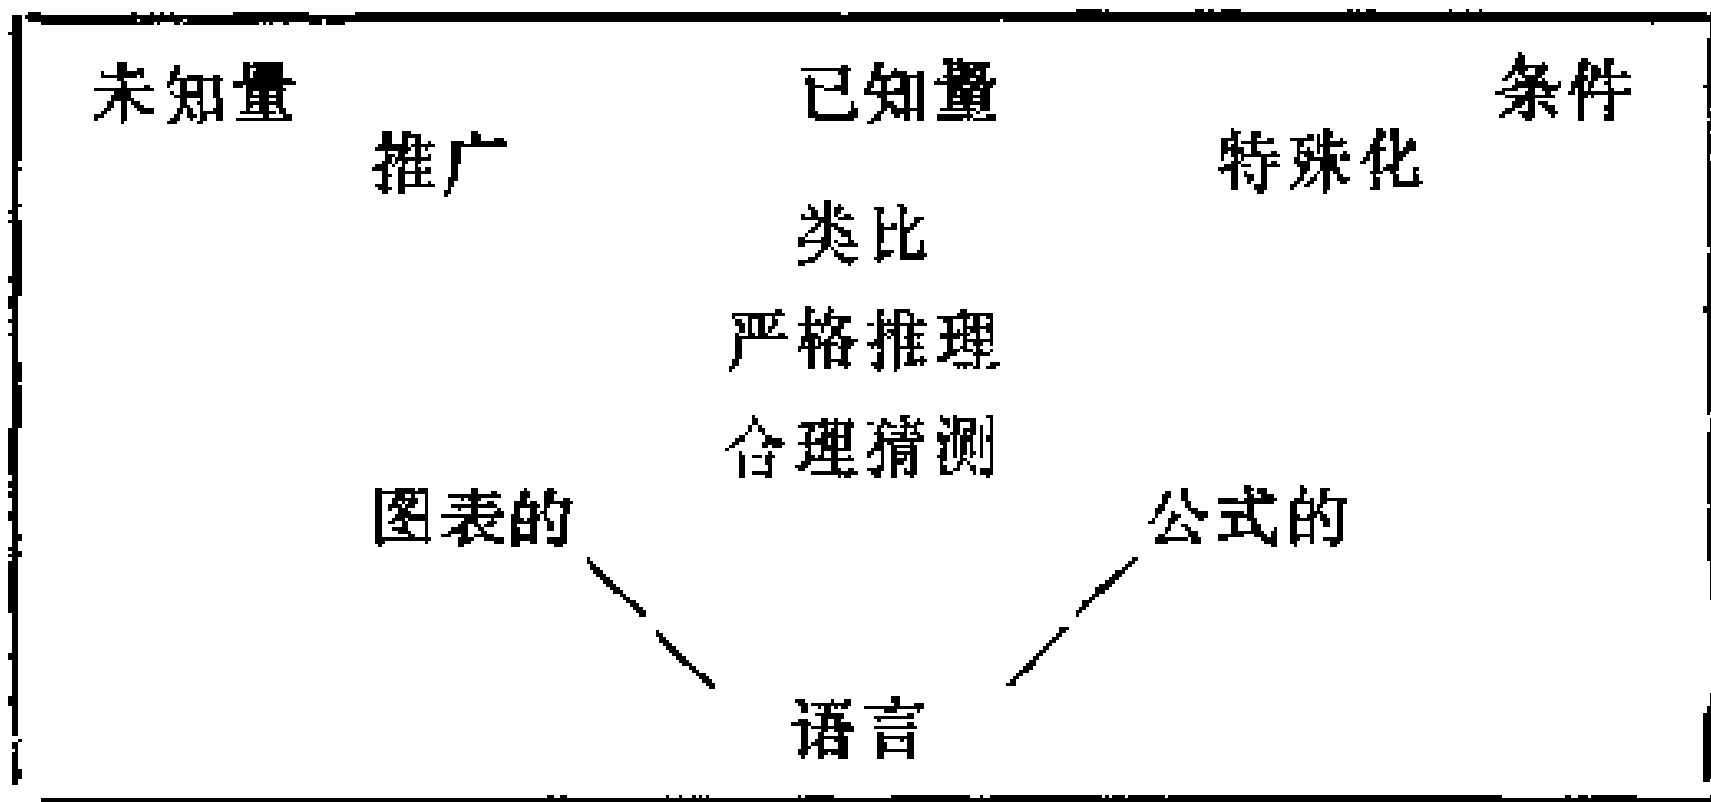 未知量 已知量 条件
推广 特殊化
类比
严格推理
合理猜测
图表的 公式的
语言